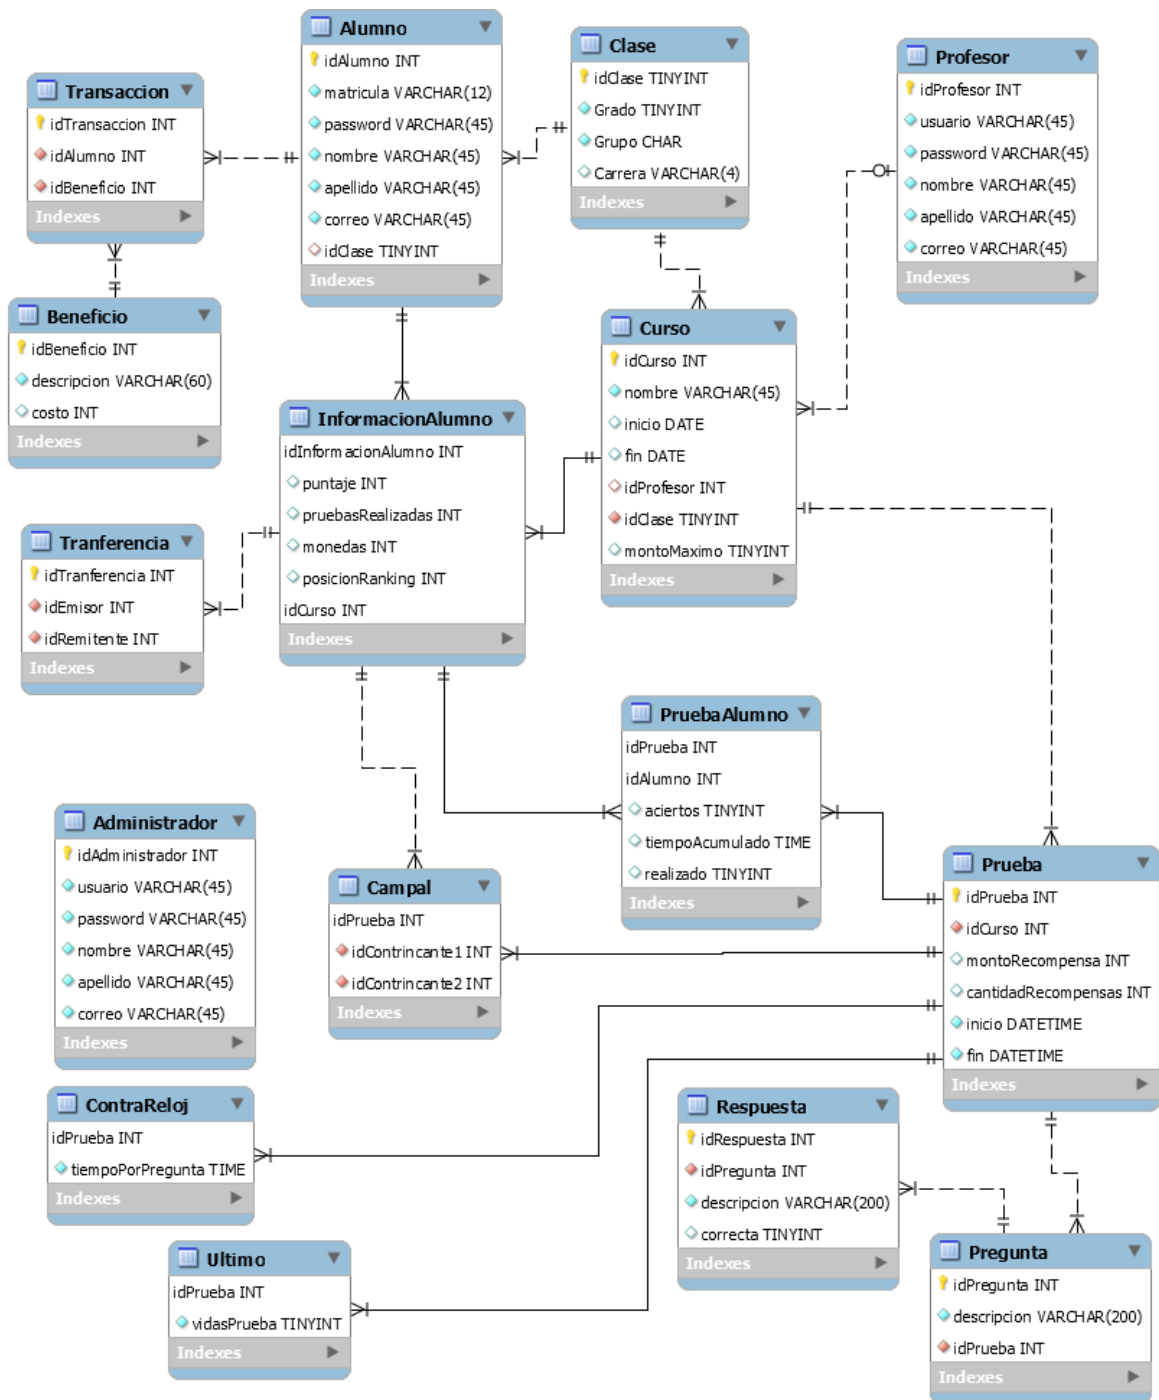 Alumno
idAlumno INT
matricula VARCHAR(12)
password VARCHAR(45)
nombre VARCHAR(45)
apellido VARCHAR(45)
correo VARCHAR(45)
idClase TINYINT
Indexes
Clase
idClase TINYINT
Grado TINYINT
Grupo CHAR
Carrera VARCHAR(4)
Indexes
Profesor
idProfesor INT
usuario VARCHAR(45)
password VARCHAR(45)
nombre VARCHAR(45)
apellido VARCHAR(45)
correo VARCHAR(45)
Indexes
Transaccion
idTransaccion INT
idAlumno INT
idBeneficio INT
Indexes
Beneficio
idBeneficio INT
descripcion VARCHAR(60)
costo INT
Indexes
Curso
idCurso INT
nombre VARCHAR(45)
inicio DATE
fin DATE
idProfesor INT
idClase TINYINT
montoMaximo TINYINT
Indexes
InformacionAlumno
idInformacionAlumno INT
puntaje INT
pruebasRealizadas INT
monedas INT
posicionRanking INT
idCurso INT
Indexes
Tranferencia
idTranferencia INT
idEmisor INT
idRemitente INT
Indexes
PruebaAlumno
idPrueba INT
idAlumno INT
aciertos TINYINT
tiempoAcumulado TIME
realizado TINYINT
Indexes
Administrador
idAdministrador INT
usuario VARCHAR(45)
password VARCHAR(45)
nombre VARCHAR(45)
apellido VARCHAR(45)
correo VARCHAR(45)
Indexes
Campal
idPrueba INT
idContrincante1 INT
idContrincante2 INT
Indexes
Prueba
idPrueba INT
idCurso INT
montoRecompensa INT
cantidadRecompensas INT
inicio DATETIME
fin DATETIME
Indexes
ContraReloj
idPrueba INT
tiempoPorPregunta TIME
Indexes
Respuesta
idRespuesta INT
idPregunta INT
descripcion VARCHAR(200)
correcta TINYINT
Indexes
Ultimo
idPrueba INT
vidasPrueba TINYINT
Indexes
Pregunta
idPregunta INT
descripcion VARCHAR(200)
idPrueba INT
Indexes